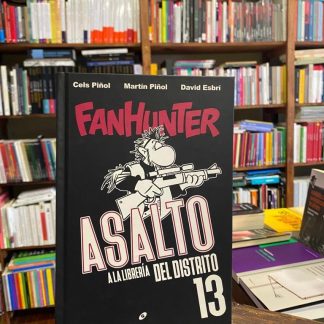 Cels Piñol Martín Piñol David Esbrí
FANHUNTER
ASALTO
A LA LIBRERÍA DEL DISTRITO
13